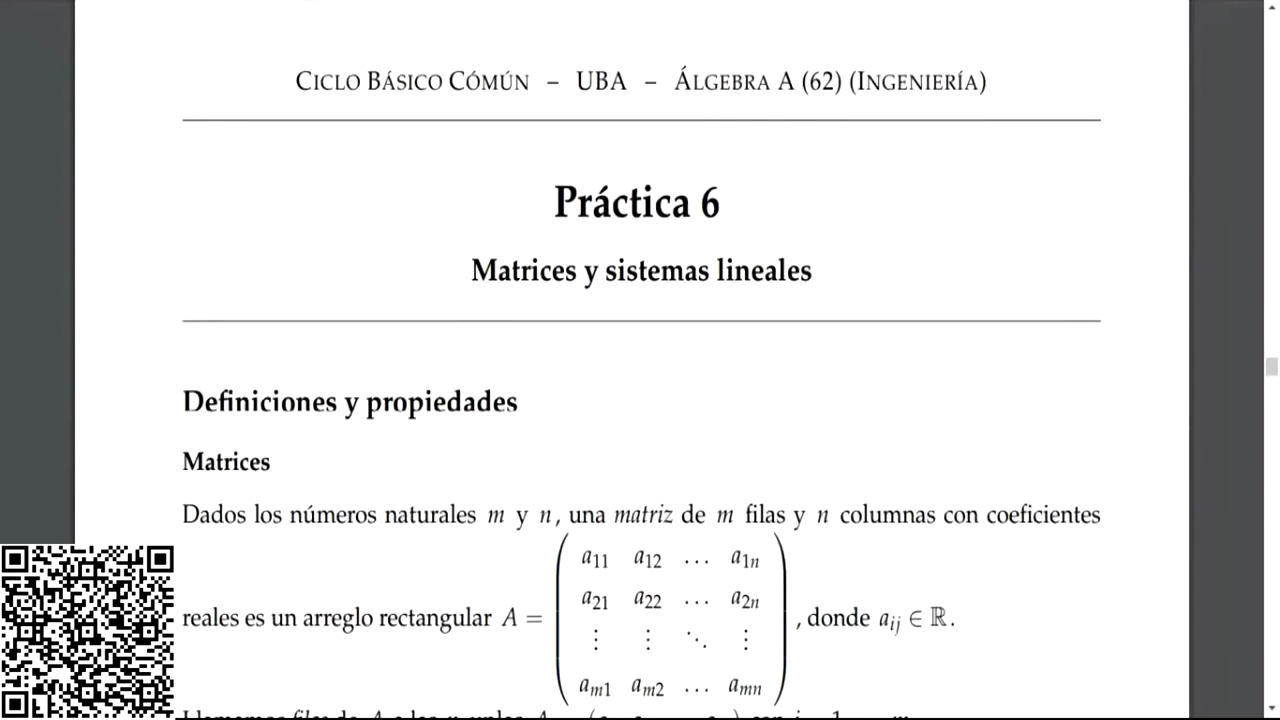 CICLO BÁSICO CÓMÚN – UBA – ÁLGEBRA A (62) (INGENIERÍA)
Práctica 6
Matrices y sistemas lineales
Definiciones y propiedades
Matrices
Dados los números naturales m y n, una matriz de m filas y n columnas con coeficientes
a11 a12 … a1n
a21 a22 … a2n
reales es un arreglo rectangular A = , donde aij ∈ ℝ.
⋮ ⋮ ⋱ ⋮
am1 am2 … amn